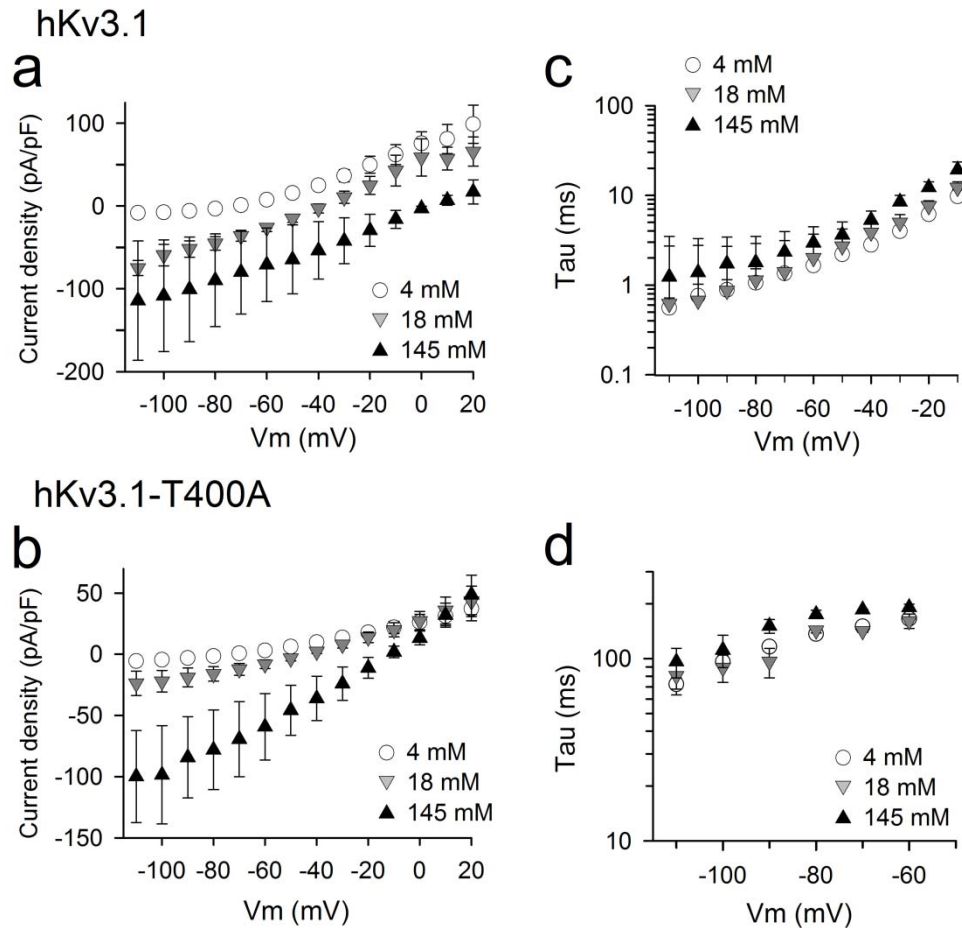 hKv3.1
a
Current density (pA/pF)
100
0
-100
-200
-100 -80 -60 -40 -20 0 20
Vm (mV)
4 mM
18 mM
145 mM
c
4 mM
18 mM
145 mM
Tau (ms)
100
10
1
0.1
-100 -80 -60 -40 -20
Vm (mV)
hKv3.1-T400A
b
Current density (pA/pF)
50
0
-50
-100
-150
-100 -80 -60 -40 -20 0 20
Vm (mV)
4 mM
18 mM
145 mM
d
Tau (ms)
100
10
-100 -80 -60
Vm (mV)
4 mM
18 mM
145 mM